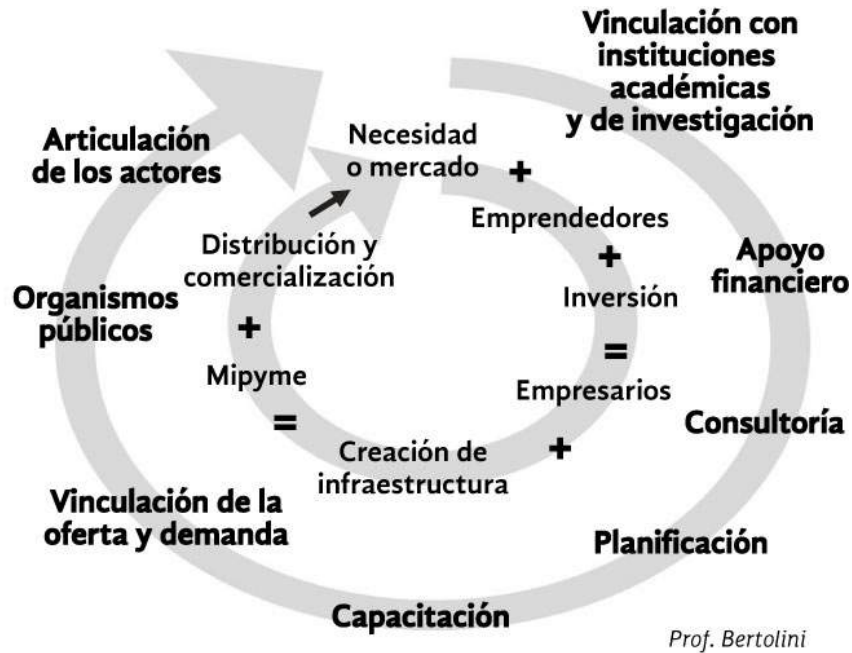 Vinculación con
instituciones
académicas
y de investigación
Articulación
de los actores
Necesidad
o mercado
+
Emprendedores
+
Distribución y
comercialización
Apoyo
financiero
Inversión
Organismos
públicos
+
=
Mipyme
Empresarios
=
Consultoría
+
Creación de
infraestructura
Vinculación de la
oferta y demanda
Planificación
Capacitación
Prof. Bertolini